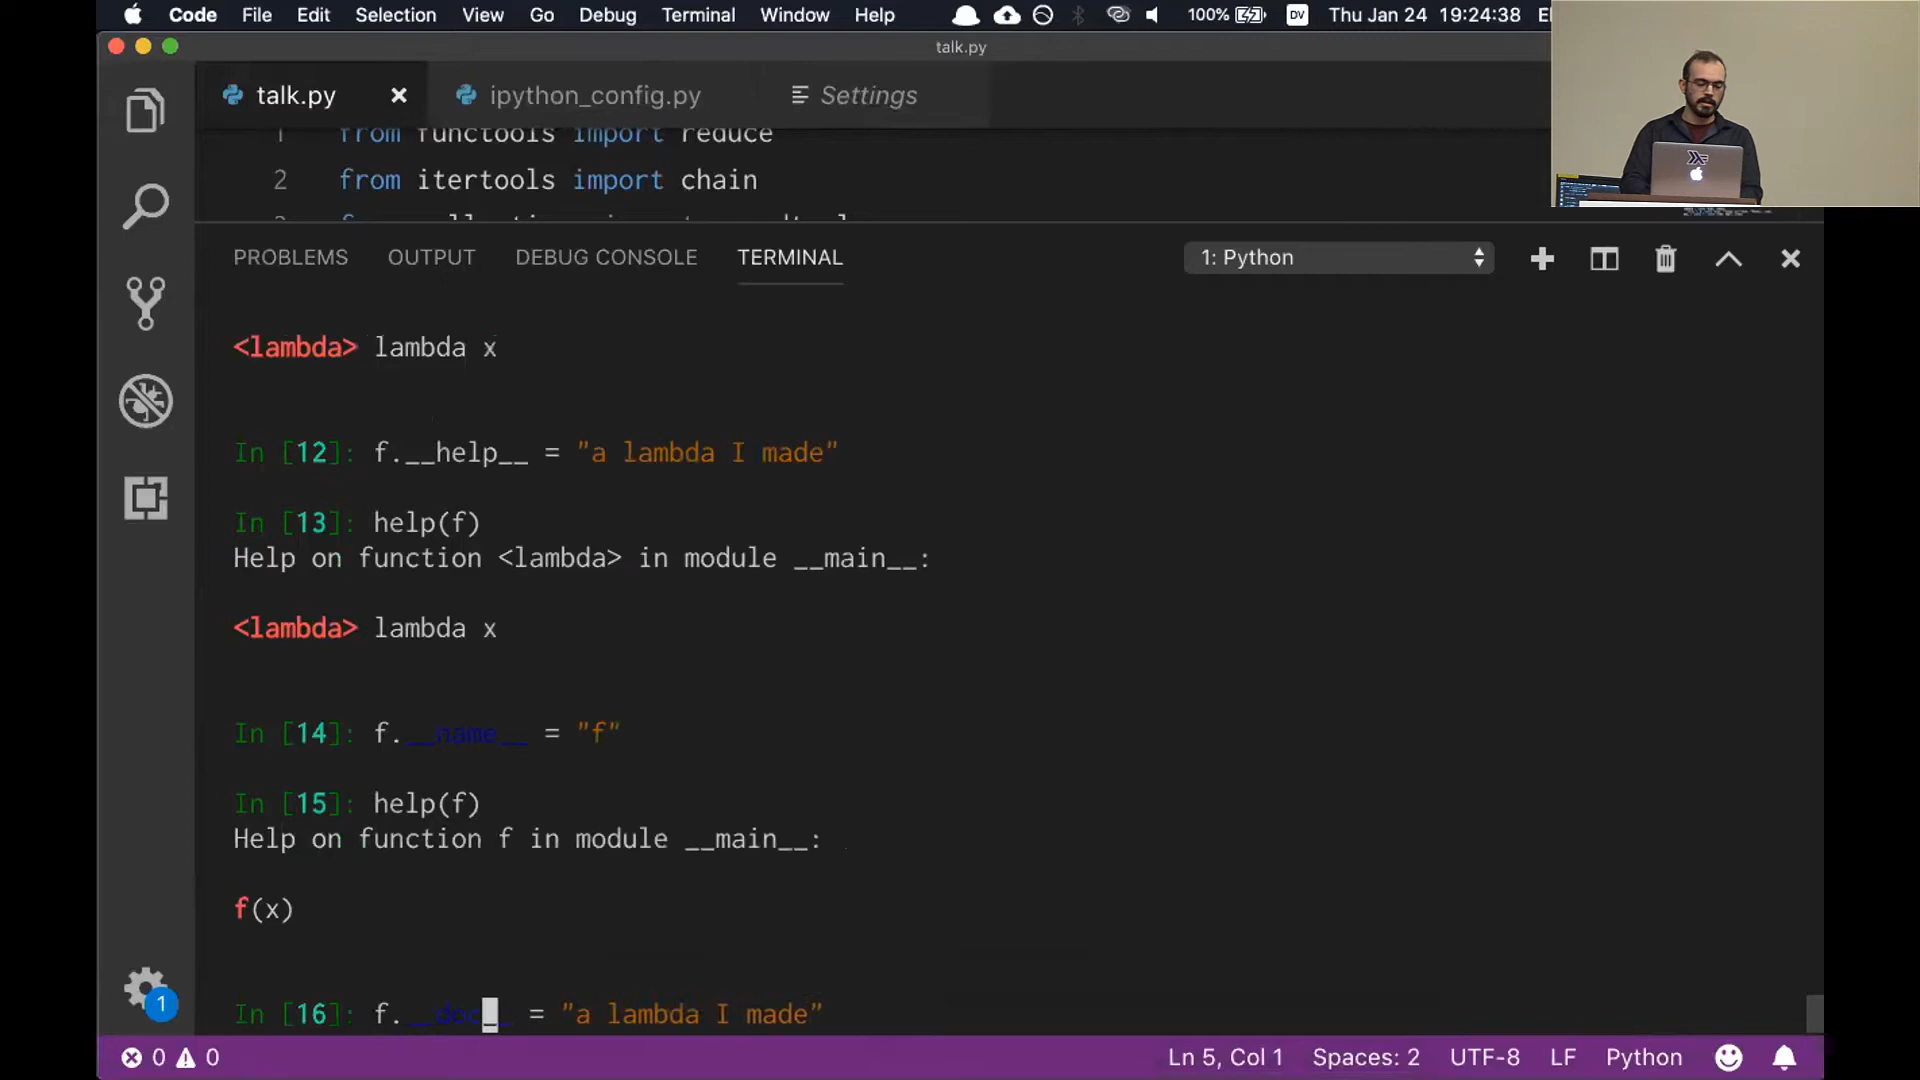 Code File Edit Selection View Go Debug Terminal Window Help 100% DV Thu Jan 24 19:24:38
talk.py
talk.py ipython_config.py Settings
1 from functools import reduce
2 from itertools import chain
PROBLEMS OUTPUT DEBUG CONSOLE TERMINAL 1: Python
<lambda> lambda x
In [12]: f.__help__ = "a lambda I made"
In [13]: help(f)
Help on function <lambda> in module __main__:
<lambda> lambda x
In [14]: f.__name__ = "f"
In [15]: help(f)
Help on function f in module __main__:
f(x)
In [16]: f.__doc__ = "a lambda I made"
1
0 0 Ln 5, Col 1 Spaces: 2 UTF-8 LF Python